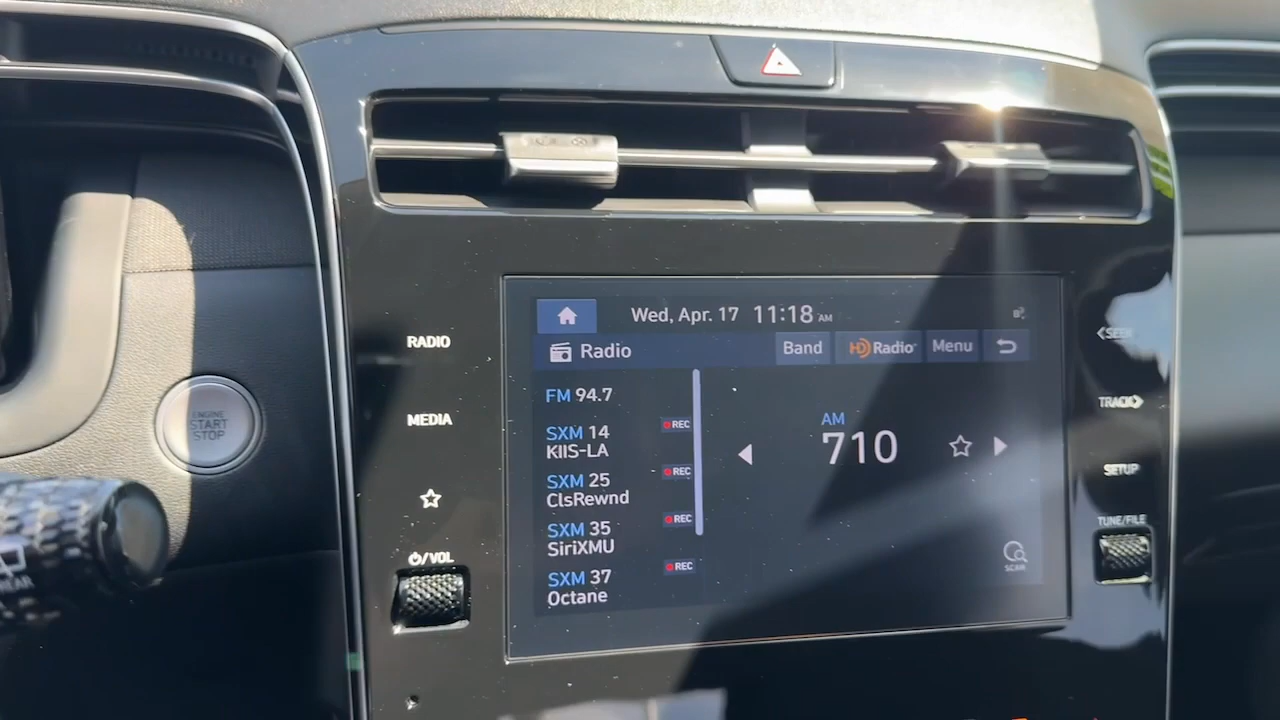 Wed, Apr. 17 11:18 AM
Radio
Band
HD Radio
Menu
RADIO
MEDIA
/VOL
FM 94.7
SXM 14
KIIS-LA
REC
SXM 25
ClsRewnd
REC
SXM 35
SiriXMU
REC
SXM 37
Octane
REC
AM
710
SCAN
<SEEK
TRACK>
SETUP
TUNE/FILE
ENGINE
START
STOP